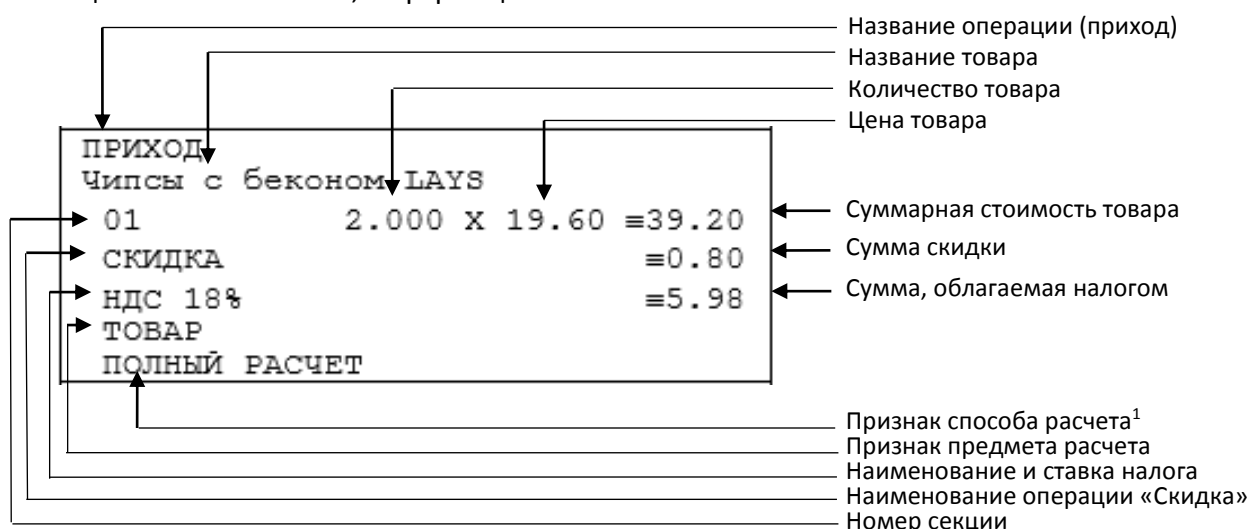 Название операции (приход)
Название товара
Количество товара
Цена товара
ПРИХОД
Чипсы с беконом LAYS
01 2.000 X 19.60 ≡39.20
СКИДКА ≡0.80
НДС 18% ≡5.98
ТОВАР
ПОЛНЫЙ РАСЧЕТ
Суммарная стоимость товара
Сумма скидки
Сумма, облагаемая налогом
Признак способа расчета¹
Признак предмета расчета
Наименование и ставка налога
Наименование операции «Скидка»
Номер секции